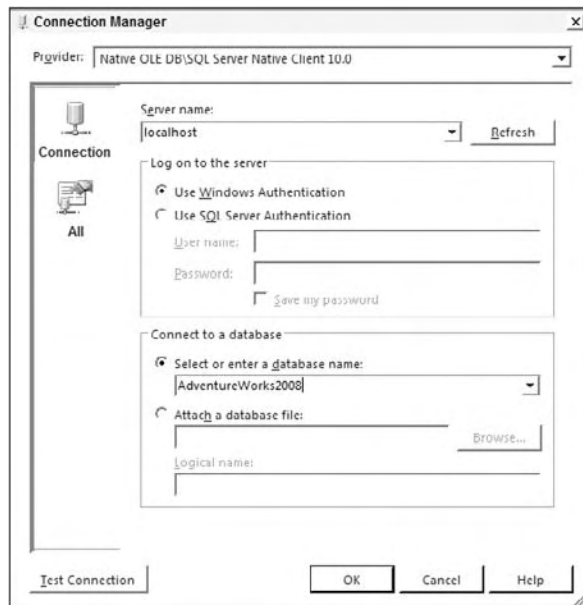 Connection Manager
Provider: Native OLE DB\SQL Server Native Client 10.0
Connection
All
Server name:
localhost
Refresh
Log on to the server
Use Windows Authentication
Use SQL Server Authentication
User name:
Password:
Save my password
Connect to a database
Select or enter a database name:
AdventureWorks2008
Attach a database file:
Browse...
Logical name:
Test Connection
OK
Cancel
Help